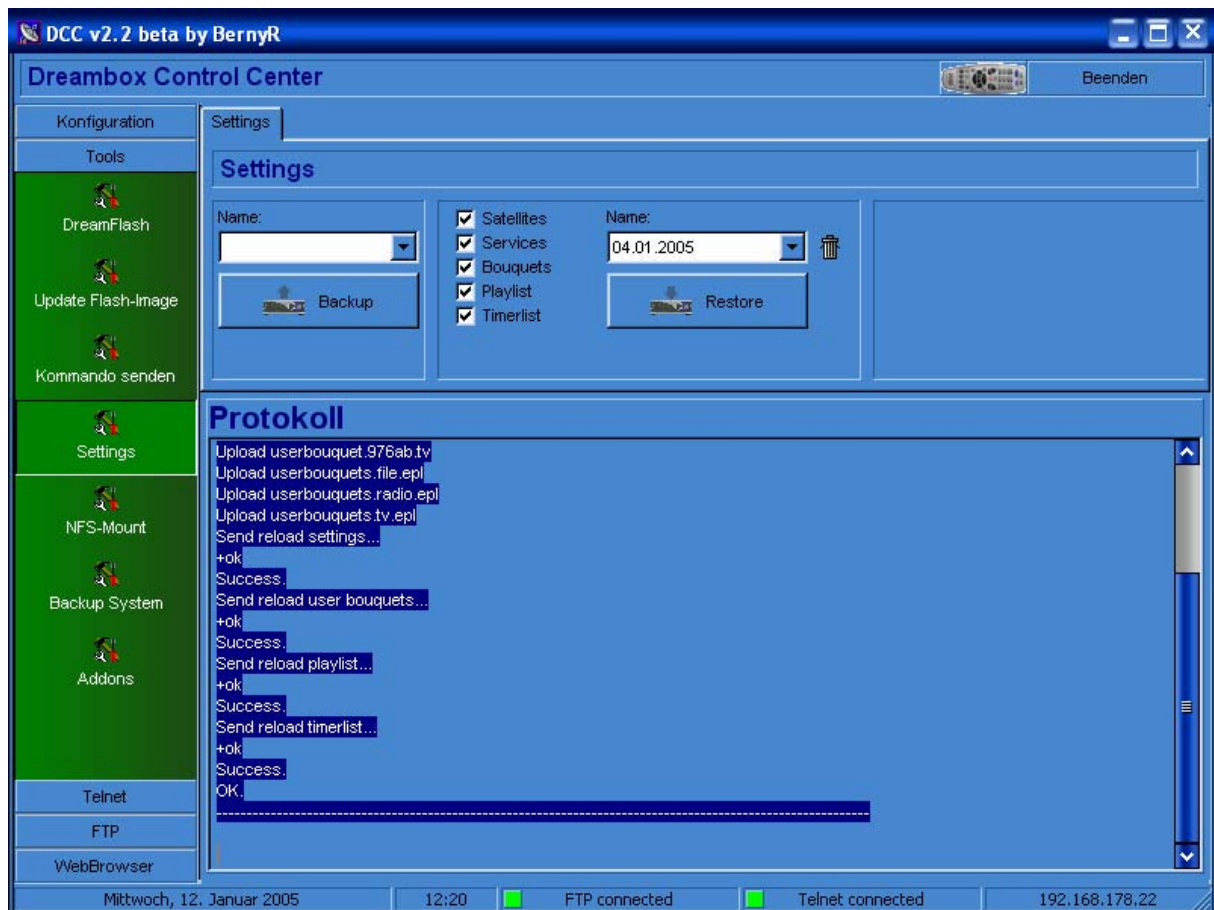 DCC v2.2 beta by BernyR
Dreambox Control Center
Beenden
Konfiguration
Tools
DreamFlash
Update Flash-Image
Kommando senden
Settings
NFS-Mount
Backup System
Addons
Telnet
FTP
WebBrowser
Settings
Settings
Name:
Backup
Satellites
Services
Bouquets
Playlist
Timerlist
Name:
04.01.2005
Restore
Protokoll
Upload userbouquet.976ab.tv
Upload userbouquets.file.epl
Upload userbouquets.radio.epl
Upload userbouquets.tv.epl
Send reload settings...
+ok
Success.
Send reload user bouquets...
+ok
Success.
Send reload playlist...
+ok
Success.
Send reload timerlist...
+ok
Success.
OK.
Mittwoch, 12. Januar 2005
12:20
FTP connected
Telnet connected
192.168.178.22